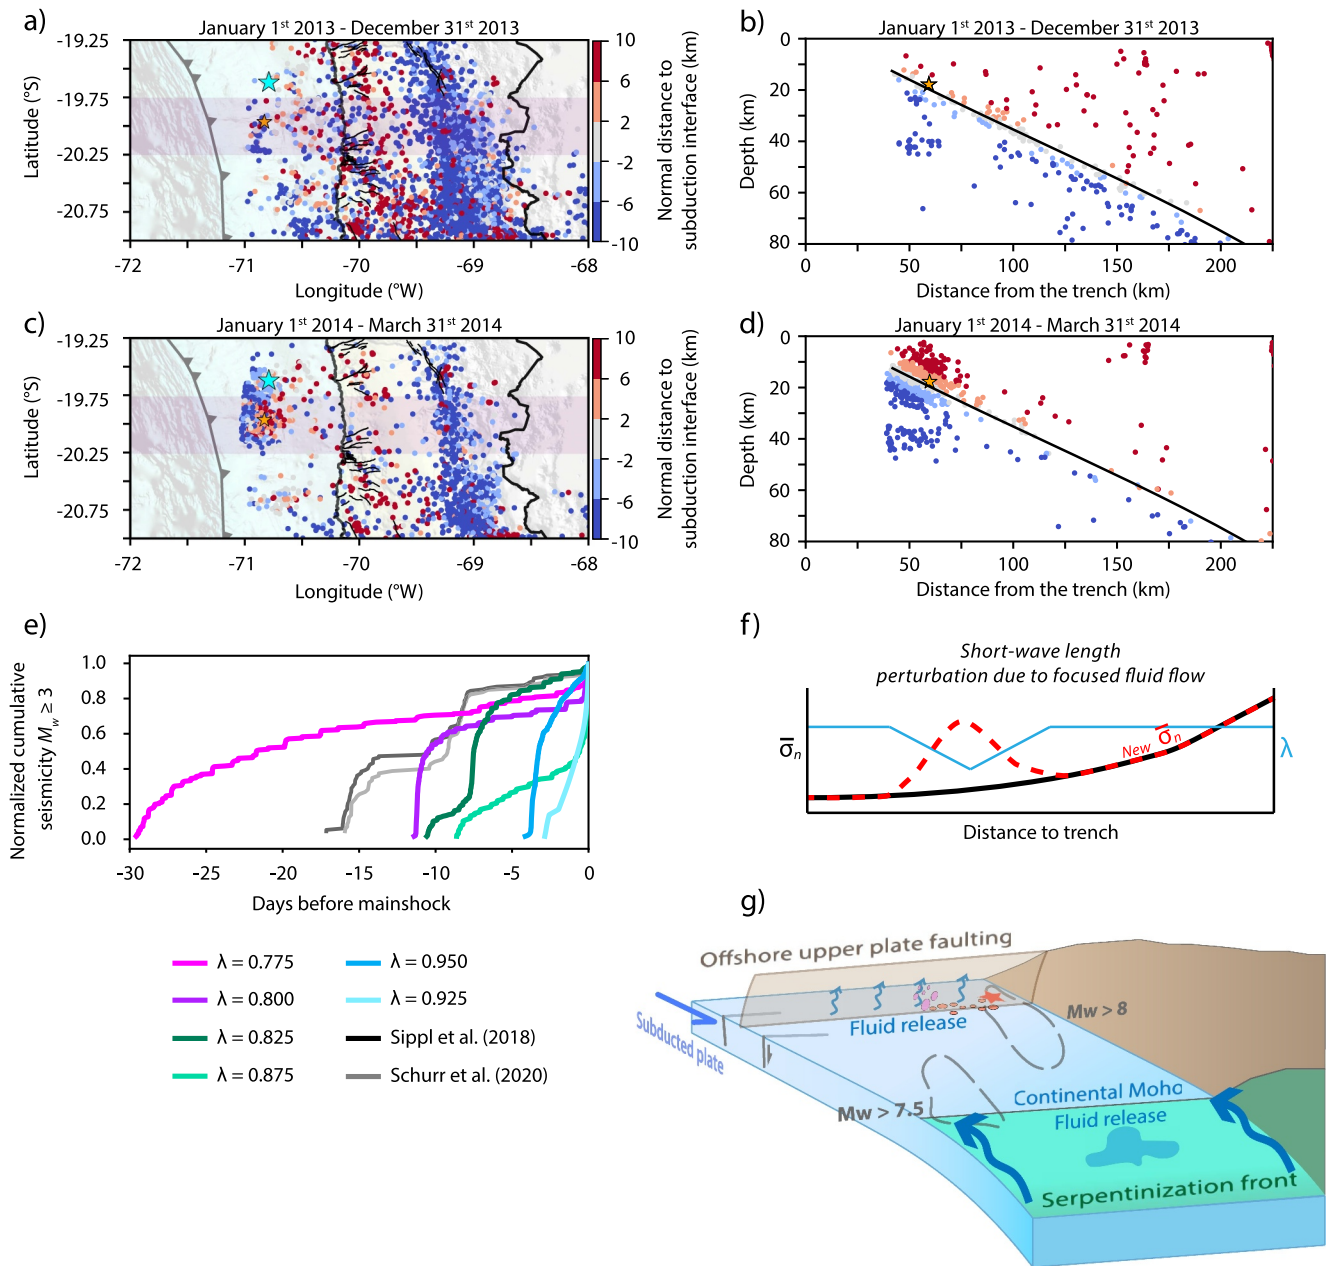 a)
January 1st 2013 - December 31st 2013
-19.25
-19.75
-20.25
-20.75
Latitude (°S)
-72
-71
-70
-69
-68
Longitude (°W)
10
6
2
-2
-6
-10
Normal distance to
subduction interface (km)
b)
January 1st 2013 - December 31st 2013
0
20
40
60
80
Depth (km)
0
50
100
150
200
Distance from the trench (km)
c)
January 1st 2014 - March 31st 2014
-19.25
-19.75
-20.25
-20.75
Latitude (°S)
-72
-71
-70
-69
-68
Longitude (°W)
10
6
2
-2
-6
-10
Normal distance to
subduction interface (km)
d)
January 1st 2014 - March 31st 2014
0
20
40
60
80
Depth (km)
0
50
100
150
200
Distance from the trench (km)
e)
1.0
0.8
0.6
0.4
0.2
0.0
Normalized cumulative
seismicity Mw ≥ 3
-30
-25
-20
-15
-10
-5
0
Days before mainshock
λ = 0.775
λ = 0.800
λ = 0.825
λ = 0.875
λ = 0.950
λ = 0.925
Sippl et al. (2018)
Schurr et al. (2020)
f)
Short-wave length
perturbation due to focused fluid flow
σ̄n
New σ̄n
λ
Distance to trench
g)
Offshore upper plate faulting
Fluid release
Subducted plate
Mw > 8
Mw > 7.5
Continental Moho
Fluid release
Serpentinization front